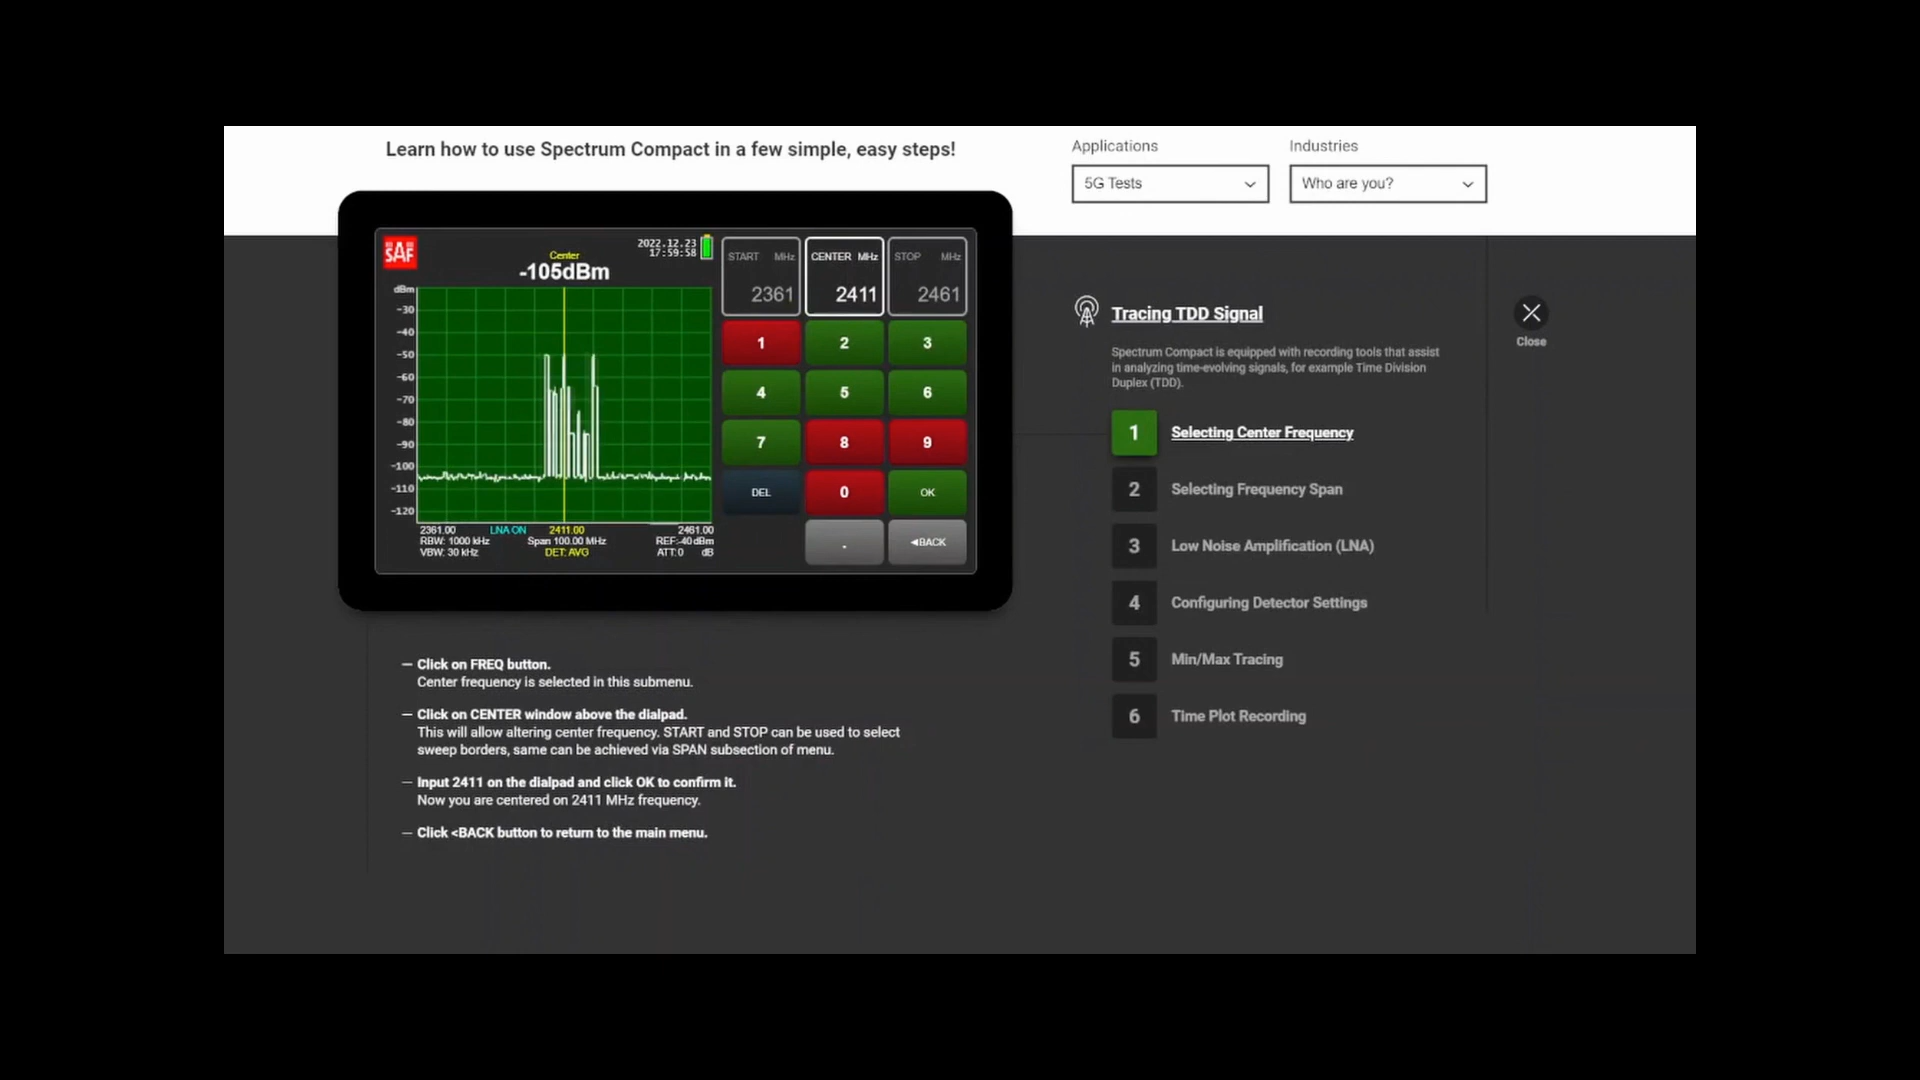 Learn how to use Spectrum Compact in a few simple, easy steps!
Applications
Industries
5G Tests
Who are you?
SAF
2022.12.23
17:59:58
Center
-105dBm
dBm
-30
-40
-50
-60
-70
-80
-90
-100
-110
-120
2361.00 LNA ON 2411.00 2461.00
RBW: 1000 kHz Span 100.00 MHz REF:-40 dBm
VBW: 30 kHz DET: AVG ATT: 0 dB
START MHz
2361
CENTER MHz
2411
STOP MHz
2461
1 2 3
4 5 6
7 8 9
DEL 0 OK
. ◀BACK
Tracing TDD Signal
Close
Spectrum Compact is equipped with recording tools that assist
in analyzing time-evolving signals, for example Time Division
Duplex (TDD).
1 Selecting Center Frequency
2 Selecting Frequency Span
3 Low Noise Amplification (LNA)
4 Configuring Detector Settings
5 Min/Max Tracing
6 Time Plot Recording
— Click on FREQ button.
Center frequency is selected in this submenu.
— Click on CENTER window above the dialpad.
This will allow altering center frequency. START and STOP can be used to select
sweep borders, same can be achieved via SPAN subsection of menu.
— Input 2411 on the dialpad and click OK to confirm it.
Now you are centered on 2411 MHz frequency.
— Click <BACK button to return to the main menu.